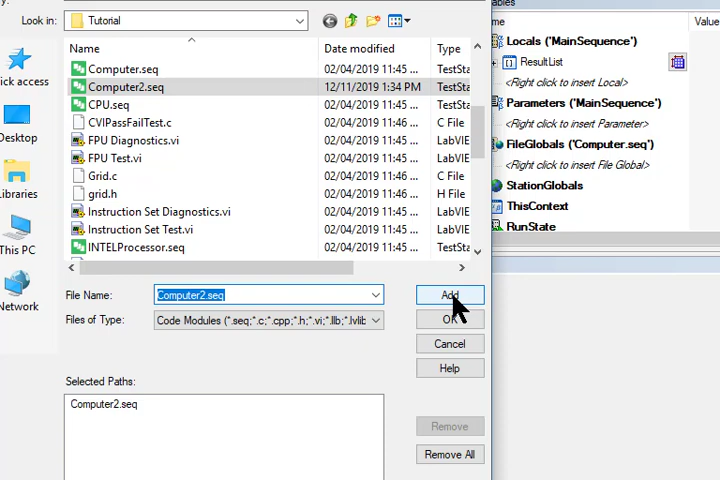 Look in: Tutorial
Name Date modified Type
Computer.seq 02/04/2019 11:45 ... TestSta
Computer2.seq 12/11/2019 1:34 PM TestSta
CPU.seq 02/04/2019 11:45 ... TestSta
CVIPassFailTest.c 02/04/2019 11:46 ... C File
FPU Diagnostics.vi 02/04/2019 11:45 ... LabVIE
FPU Test.vi 02/04/2019 11:45 ... LabVIE
Grid.c 02/04/2019 11:46 ... C File
grid.h 02/04/2019 11:46 ... H File
Instruction Set Diagnostics.vi 02/04/2019 11:45 ... LabVIE
Instruction Set Test.vi 02/04/2019 11:45 ... LabVIE
INTELProcessor.seq 02/04/2019 11:45 ... TestSta
uick access
Desktop
Libraries
This PC
Network
File Name: Computer2.seq Add
Files of Type: Code Modules (*.seq;*.c;*.cpp;*.h;*.vi;*.llb;*.lvlib OK
Cancel
Help
Selected Paths:
Computer2.seq
Remove
Remove All
ables
me Value
Locals ('MainSequence')
ResultList
<Right click to insert Local>
Parameters ('MainSequence')
<Right click to insert Parameter>
FileGlobals ('Computer.seq')
<Right click to insert File Global>
StationGlobals
ThisContext
RunState